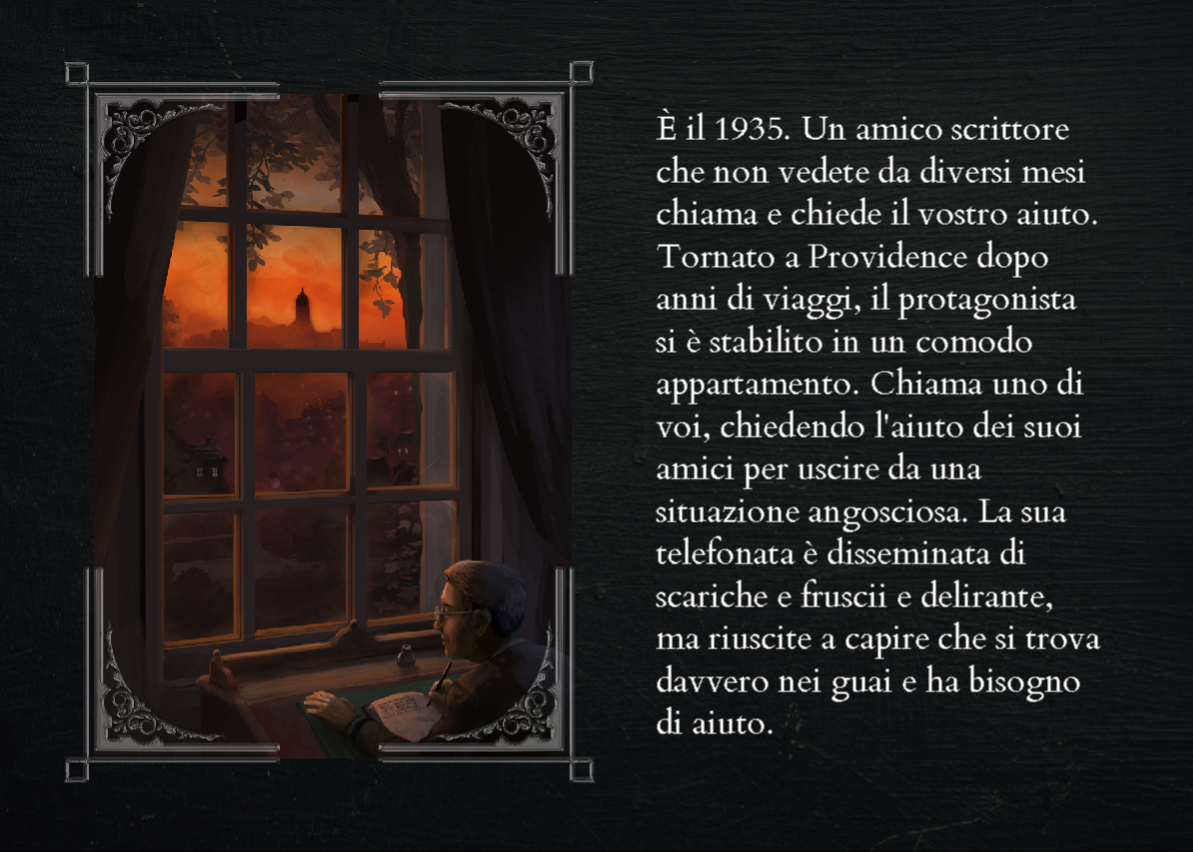 È il 1935. Un amico scrittore
che non vedete da diversi mesi
chiama e chiede il vostro aiuto.
Tornato a Providence dopo
anni di viaggi, il protagonista
si è stabilito in un comodo
appartamento. Chiama uno di
voi, chiedendo l'aiuto dei suoi
amici per uscire da una
situazione angosciosa. La sua
telefonata è disseminata di
scariche e fruscii e delirante,
ma riuscite a capire che si trova
davvero nei guai e ha bisogno
di aiuto.